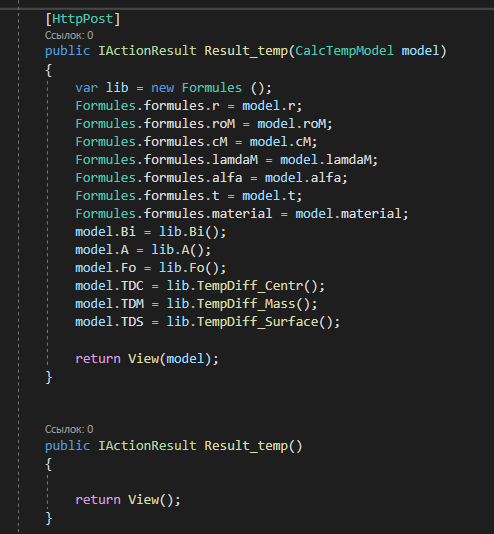 [HttpPost]
Ссылок: 0
public IActionResult Result_temp(CalcTempModel model)
{
var lib = new Formules ();
Formules.formules.r = model.r;
Formules.formules.roM = model.roM;
Formules.formules.cM = model.cM;
Formules.formules.lamdaM = model.lamdaM;
Formules.formules.alfa = model.alfa;
Formules.formules.t = model.t;
Formules.formules.material = model.material;
model.Bi = lib.Bi();
model.A = lib.A();
model.Fo = lib.Fo();
model.TDC = lib.TempDiff_Centr();
model.TDM = lib.TempDiff_Mass();
model.TDS = lib.TempDiff_Surface();
return View(model);
}
Ссылок: 0
public IActionResult Result_temp()
{
return View();
}